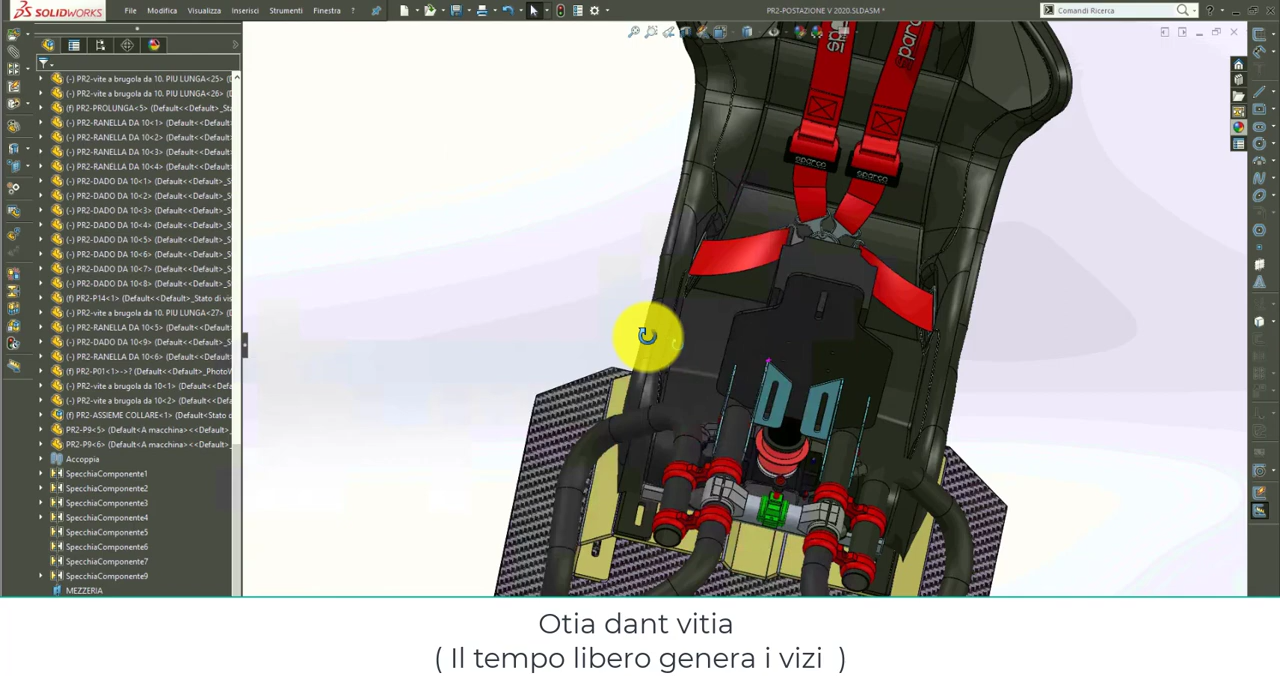 SOLIDWORKS
File
Modifica
Visualizza
Inserisci
Strumenti
Finestra
?
PR2-POSTAZIONE V 2020.SLDASM *
Comandi Ricerca
(-) PR2-vite a brugola da 10. PIU LUNGA<25> (D
(-) PR2-vite a brugola da 10. PIU LUNGA<26> (D
(f) PR2-PROLUNGA<5> (Default<<Default>_Stato
(-) PR2-RANELLA DA 10<1> (Default<<Default>_
(-) PR2-RANELLA DA 10<2> (Default<<Default>_
(-) PR2-RANELLA DA 10<3> (Default<<Default>_
(-) PR2-RANELLA DA 10<4> (Default<<Default>_
(-) PR2-DADO DA 10<1> (Default<<Default>_S
(-) PR2-DADO DA 10<2> (Default<<Default>_S
(-) PR2-DADO DA 10<3> (Default<<Default>_S
(-) PR2-DADO DA 10<4> (Default<<Default>_S
(-) PR2-DADO DA 10<5> (Default<<Default>_S
(-) PR2-DADO DA 10<6> (Default<<Default>_S
(-) PR2-DADO DA 10<7> (Default<<Default>_S
(-) PR2-DADO DA 10<8> (Default<<Default>_S
(f) PR2-P14<1> (Default<<Default>_Stato di vis
(-) PR2-vite a brugola da 10. PIU LUNGA<27> (D
(-) PR2-RANELLA DA 10<5> (Default<<Default>_
(-) PR2-DADO DA 10<9> (Default<<Default>_S
(-) PR2-RANELLA DA 10<6> (Default<<Default>_
(f) PR2-P01<1>->? (Default<<Default>_PhotoV
(-) PR2-vite a brugola da 10<1> (Default<<Defa
(-) PR2-vite a brugola da 10<2> (Default<<Defa
(f) PR2-ASSIEME COLLARE<1> (Default<Stato d
PR2-P9<5> (Default<A macchina><<Default>_
PR2-P9<6> (Default<A macchina><<Default>_
Accoppia
SpecchiaComponente1
SpecchiaComponente2
SpecchiaComponente3
SpecchiaComponente4
SpecchiaComponente5
SpecchiaComponente6
SpecchiaComponente7
SpecchiaComponente9
MEZZERIA
sparco
sparco
Otia dant vitia
( Il tempo libero genera i vizi )